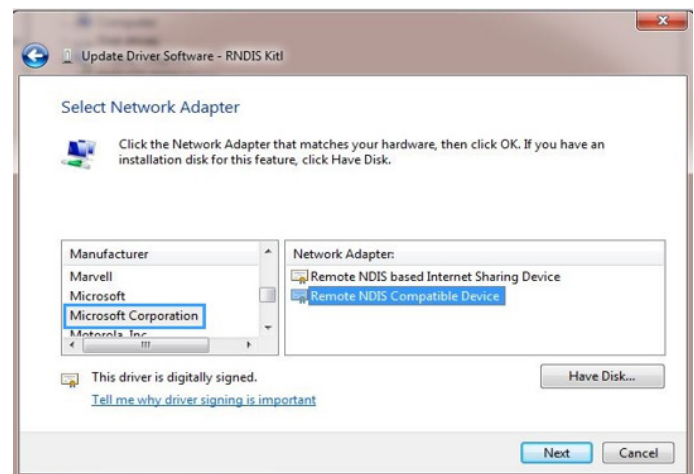 Update Driver Software - RNDIS Kitl
Select Network Adapter
Click the Network Adapter that matches your hardware, then click OK. If you have an
installation disk for this feature, click Have Disk.
Manufacturer
Marvell
Microsoft
Microsoft Corporation
Motorola, Inc.
Network Adapter:
Remote NDIS based Internet Sharing Device
Remote NDIS Compatible Device
This driver is digitally signed.
Tell me why driver signing is important
Have Disk...
Next
Cancel